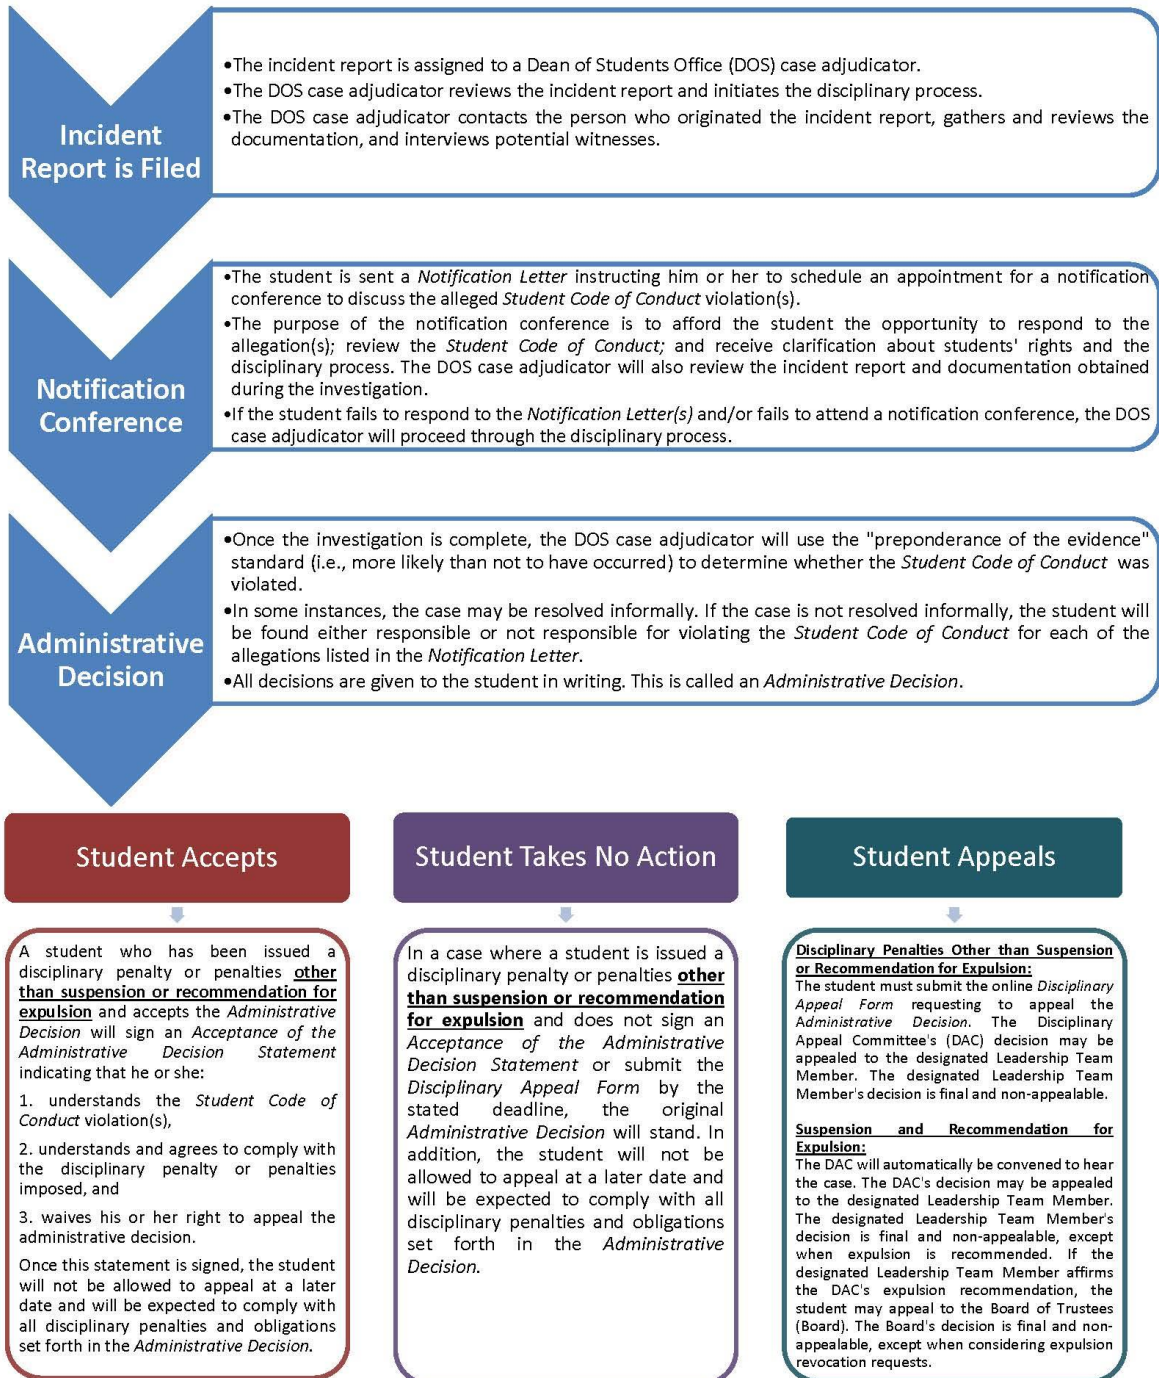 Incident
Report is Filed
•The incident report is assigned to a Dean of Students Office (DOS) case adjudicator.
•The DOS case adjudicator reviews the incident report and initiates the disciplinary process.
•The DOS case adjudicator contacts the person who originated the incident report, gathers and reviews the
documentation, and interviews potential witnesses.
Notification
Conference
•The student is sent a Notification Letter instructing him or her to schedule an appointment for a notification
conference to discuss the alleged Student Code of Conduct violation(s).
•The purpose of the notification conference is to afford the student the opportunity to respond to the
allegation(s); review the Student Code of Conduct; and receive clarification about students' rights and the
disciplinary process. The DOS case adjudicator will also review the incident report and documentation obtained
during the investigation.
•If the student fails to respond to the Notification Letter(s) and/or fails to attend a notification conference, the DOS
case adjudicator will proceed through the disciplinary process.
Administrative
Decision
•Once the investigation is complete, the DOS case adjudicator will use the "preponderance of the evidence"
standard (i.e., more likely than not to have occurred) to determine whether the Student Code of Conduct was
violated.
•In some instances, the case may be resolved informally. If the case is not resolved informally, the student will
be found either responsible or not responsible for violating the Student Code of Conduct for each of the
allegations listed in the Notification Letter.
•All decisions are given to the student in writing. This is called an Administrative Decision.
Student Accepts
A student who has been issued a
disciplinary penalty or penalties other
than suspension or recommendation for
expulsion and accepts the Administrative
Decision will sign an Acceptance of the
Administrative Decision Statement
indicating that he or she:
1. understands the Student Code of
Conduct violation(s),
2. understands and agrees to comply with
the disciplinary penalty or penalties
imposed, and
3. waives his or her right to appeal the
administrative decision.
Once this statement is signed, the student
will not be allowed to appeal at a later
date and will be expected to comply with
all disciplinary penalties and obligations
set forth in the Administrative Decision.
Student Takes No Action
In a case where a student is issued a
disciplinary penalty or penalties other
than suspension or recommendation
for expulsion and does not sign an
Acceptance of the Administrative
Decision Statement or submit the
Disciplinary Appeal Form by the
stated deadline, the original
Administrative Decision will stand. In
addition, the student will not be
allowed to appeal at a later date and
will be expected to comply with all
disciplinary penalties and obligations
set forth in the Administrative
Decision.
Student Appeals
Disciplinary Penalties Other than Suspension
or Recommendation for Expulsion:
The student must submit the online Disciplinary
Appeal Form requesting to appeal the
Administrative Decision. The Disciplinary
Appeal Committee's (DAC) decision may be
appealed to the designated Leadership Team
Member. The designated Leadership Team
Member's decision is final and non-appealable.
Suspension and Recommendation for
Expulsion:
The DAC will automatically be convened to hear
the case. The DAC's decision may be appealed
to the designated Leadership Team Member.
The designated Leadership Team Member's
decision is final and non-appealable, except
when expulsion is recommended. If the
designated Leadership Team Member affirms
the DAC's expulsion recommendation, the
student may appeal to the Board of Trustees
(Board). The Board's decision is final and non-
appealable, except when considering expulsion
revocation requests.